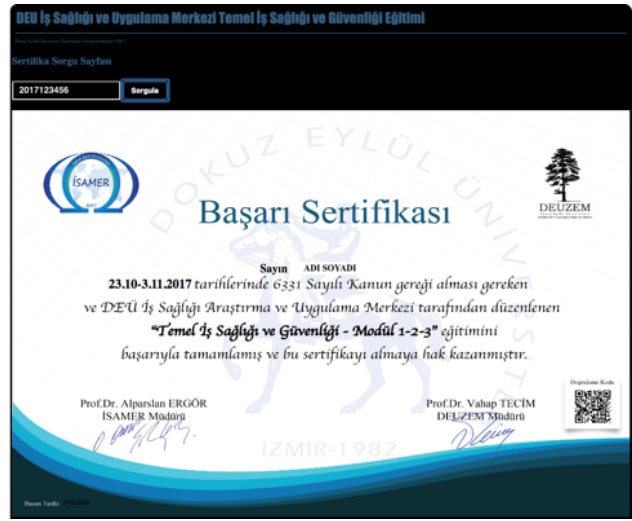 DEU İş Sağlığı ve Uygulama Merkezi Temel İş Sağlığı ve Güvenliği Eğitimi
Sertifika Sorgu Sayfası
2017123456 Sorgula
DOKUZ EYLÜL ÜNİVERSİTESİ
İSAMER
DEUZEM
Başarı Sertifikası
Sayın ADI SOYADI
23.10-3.11.2017 tarihlerinde 6331 Sayılı Kanun gereği alması gereken
ve DEÜ İş Sağlığı Araştırma ve Uygulama Merkezi tarafından düzenlenen
"Temel İş Sağlığı ve Güvenliği - Modül 1-2-3" eğitimini
başarıyla tamamlamış ve bu sertifikayı almaya hak kazanmıştır.
Doğrulama Kodu
Prof.Dr. Alparslan ERGÖR Prof.Dr. Vahap TECİM
İSAMER Müdürü DEUZEM Müdürü
İZMİR-1982
Basım Tarihi: